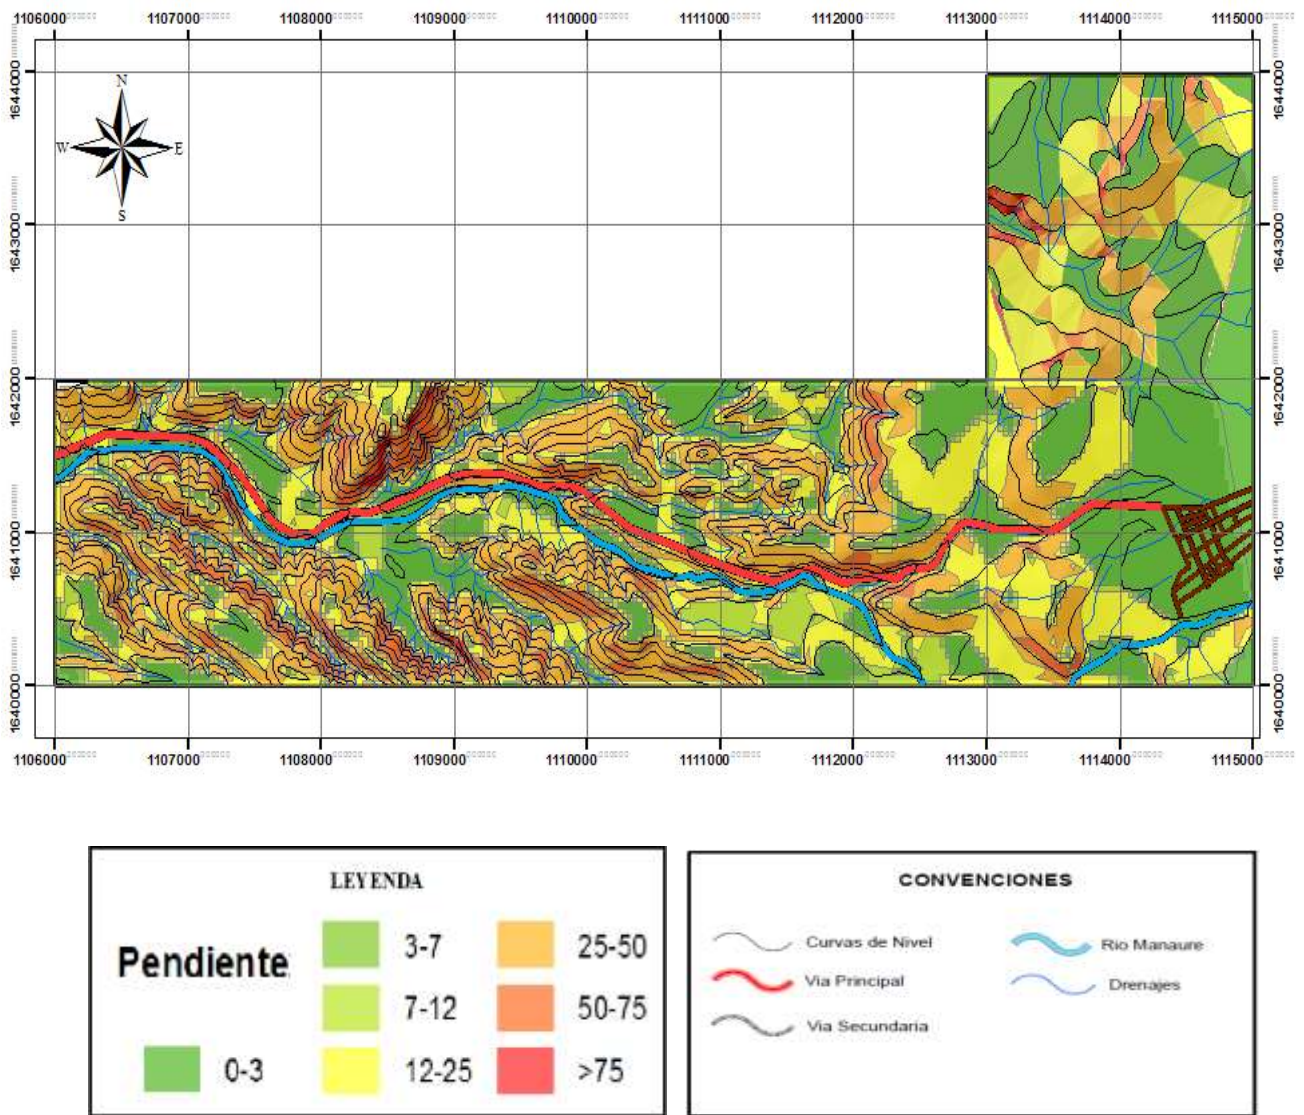 1106000 1107000 1108000 1109000 1110000 1111000 1112000 1113000 1114000 1115000
1644000 1644000
N
W E
S
1643000 1643000
1642000 1642000
1641000 1641000
1640000 1640000
1106000 1107000 1108000 1109000 1110000 1111000 1112000 1113000 1114000 1115000
LEYENDA
Pendiente
0-3
3-7
7-12
12-25
25-50
50-75
>75
CONVENCIONES
Curvas de Nivel
Via Principal
Via Secundaria
Rio Manaure
Drenajes